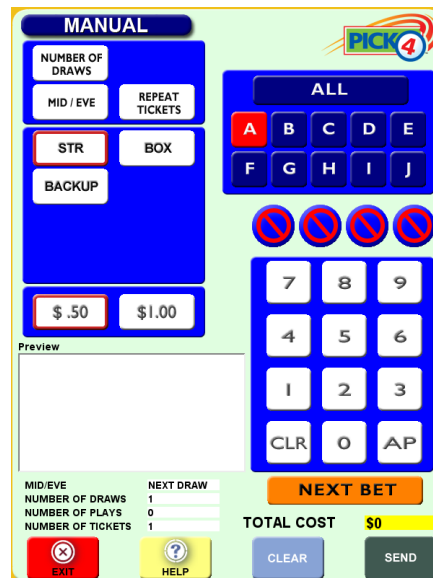 MANUAL
PICK 4
NUMBER OF
DRAWS
MID / EVE
REPEAT
TICKETS
ALL
A B C D E
F G H I J
STR
BOX
BACKUP
$ .50
$1.00
7 8 9
4 5 6
1 2 3
CLR 0 AP
Preview
MID/EVE NEXT DRAW
NUMBER OF DRAWS 1
NUMBER OF PLAYS 0
NUMBER OF TICKETS 1
NEXT BET
TOTAL COST $0
EXIT
? HELP
CLEAR
SEND